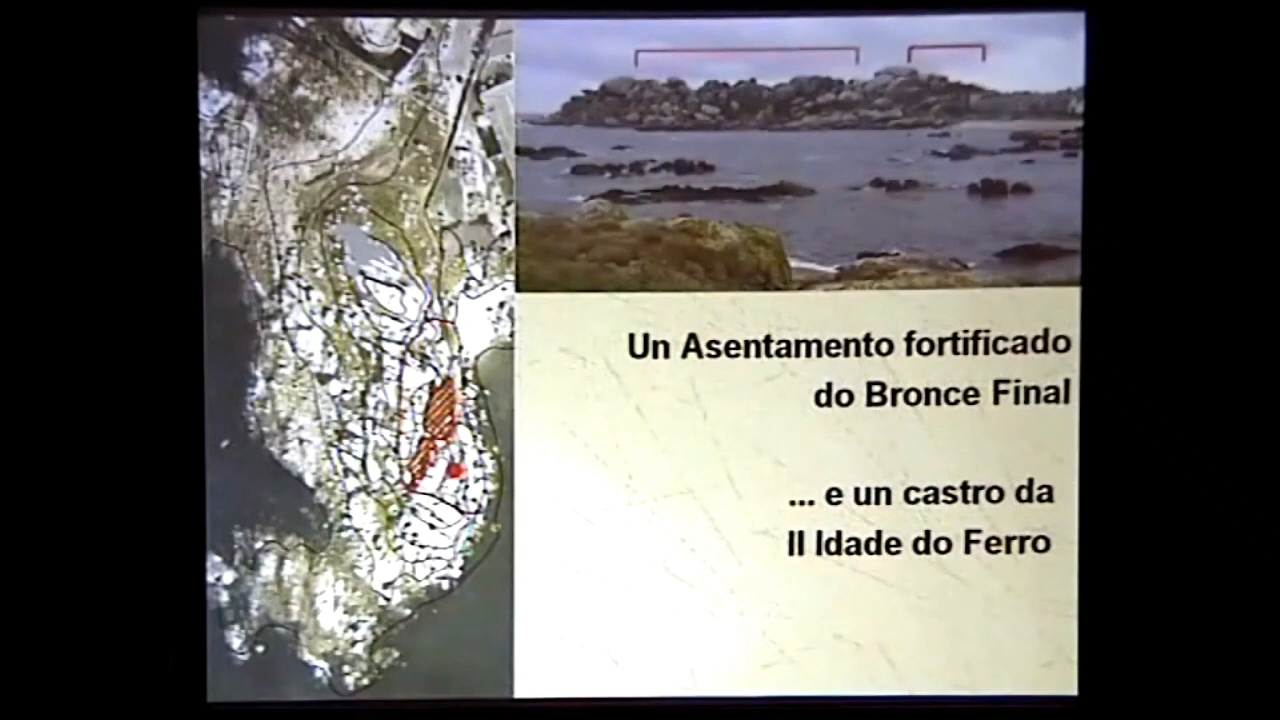 Un Asentamento fortificado
do Bronce Final
... e un castro da
II Idade do Ferro